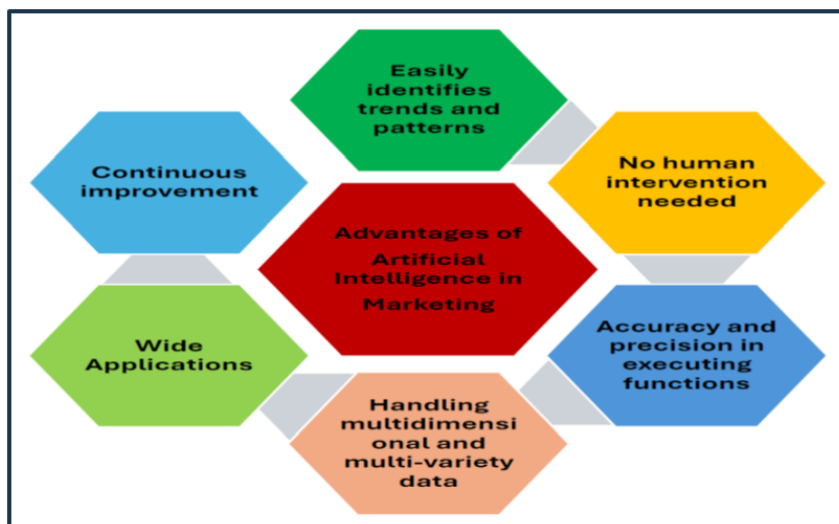 Easily
identifies
trends and
patterns
No human
intervention
needed
Accuracy and
precision in
executing
functions
Handling
multidimensi
onal and
multi-variety
data
Wide
Applications
Continuous
improvement
Advantages of
Artificial
Intelligence in
Marketing